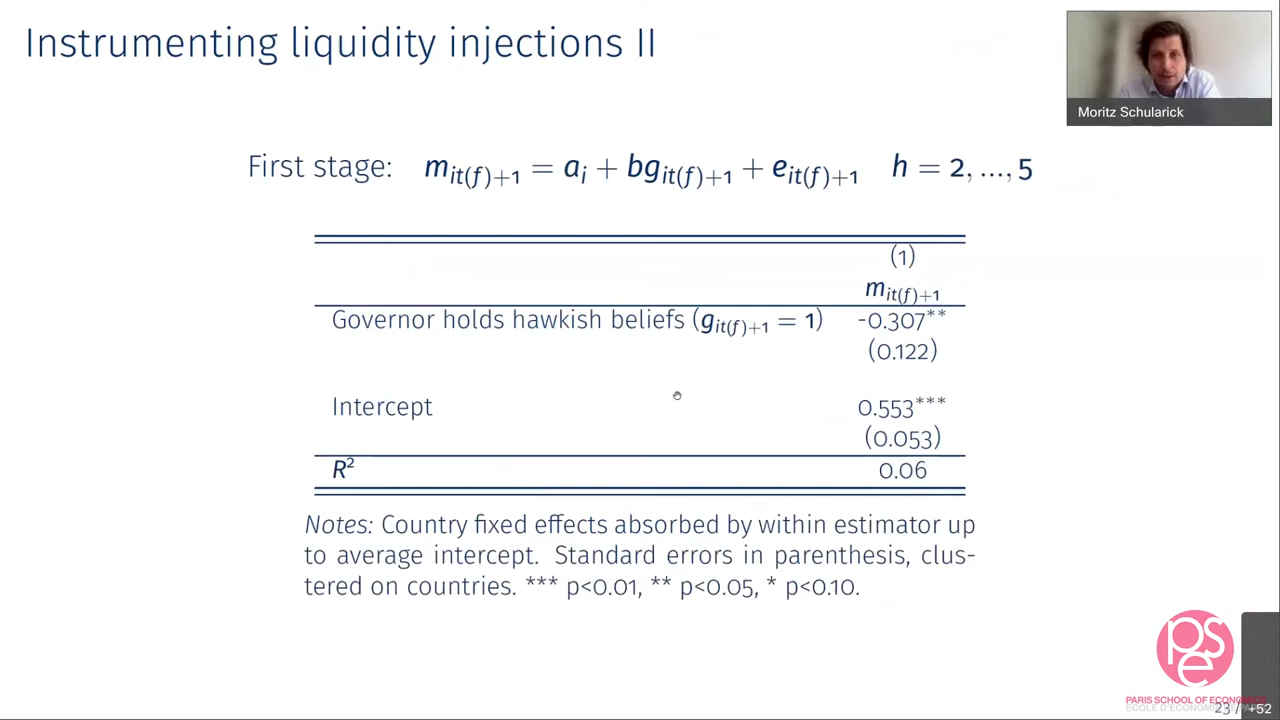 Instrumenting liquidity injections II
Moritz Schularick
First stage: m_{it(f)+1} = a_i + bg_{it(f)+1} + e_{it(f)+1} h = 2, ..., 5
(1)
m_{it(f)+1}
Governor holds hawkish beliefs (g_{it(f)+1} = 1) -0.307**
(0.122)
Intercept 0.553***
(0.053)
R² 0.06
Notes: Country fixed effects absorbed by within estimator up
to average intercept. Standard errors in parenthesis, clus-
tered on countries. *** p<0.01, ** p<0.05, * p<0.10.
pse
PARIS SCHOOL OF ECONOMICS
23 / +52